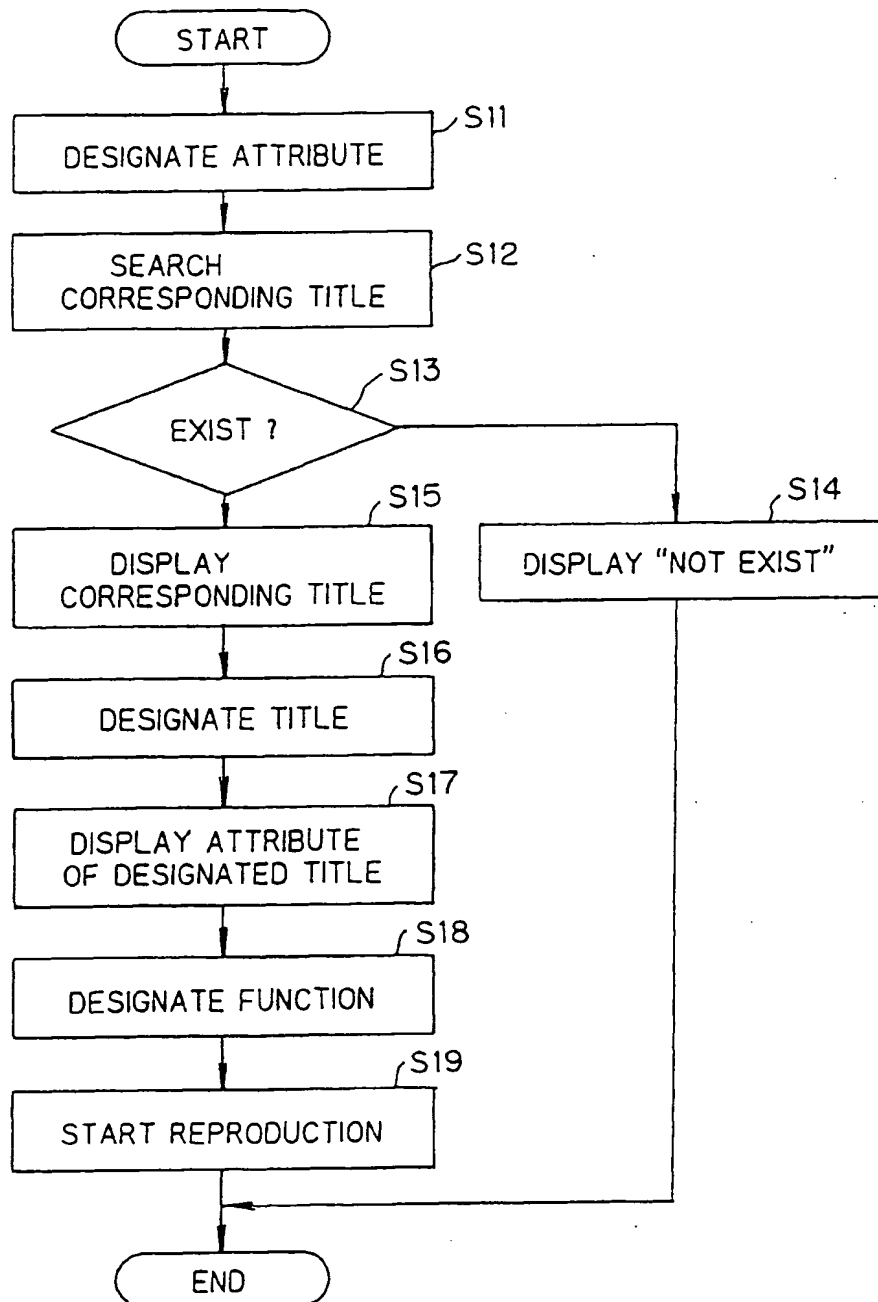 START
S11
DESIGNATE ATTRIBUTE
S12
SEARCH
CORRESPONDING TITLE
S13
EXIST ?
S15
DISPLAY
CORRESPONDING TITLE
S14
DISPLAY "NOT EXIST"
S16
DESIGNATE TITLE
S17
DISPLAY ATTRIBUTE
OF DESIGNATED TITLE
S18
DESIGNATE FUNCTION
S19
START REPRODUCTION
END